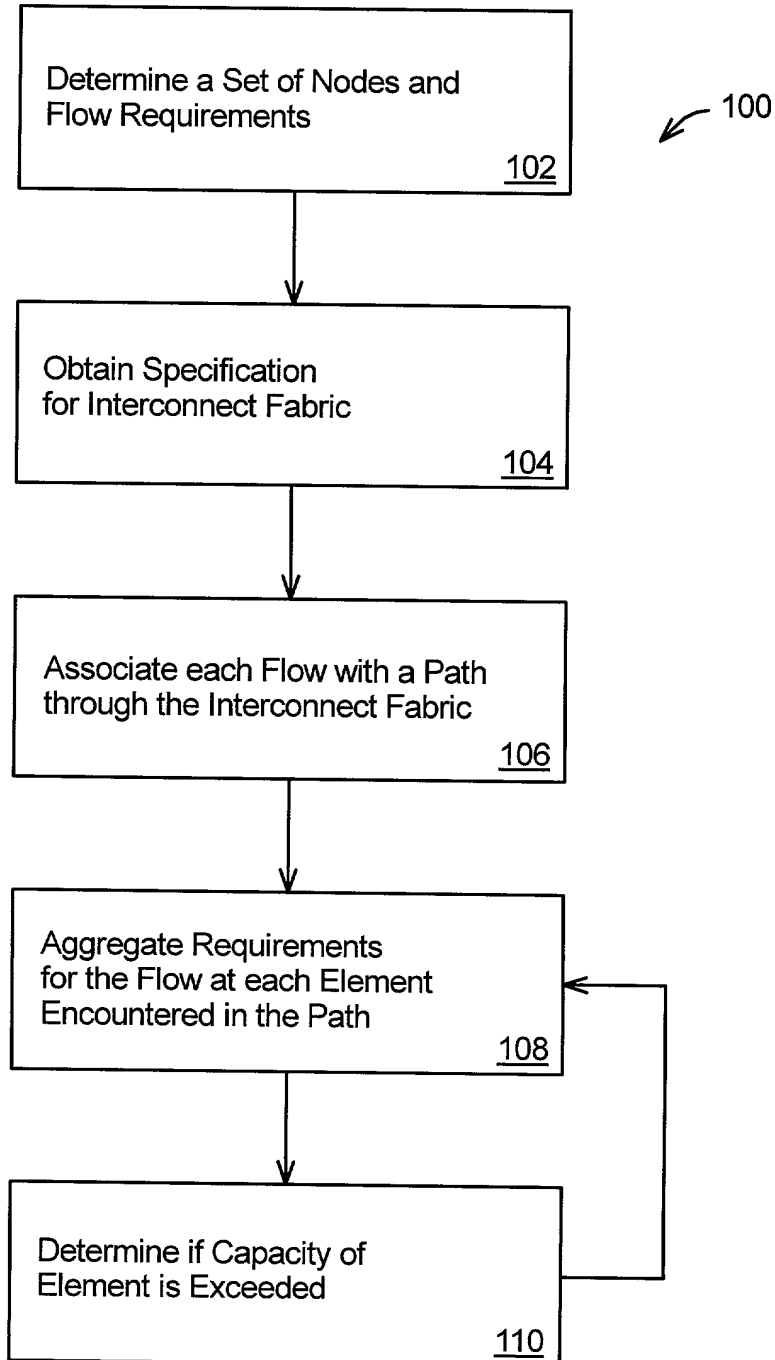 Determine a Set of Nodes and
Flow Requirements
102
100
Obtain Specification
for Interconnect Fabric
104
Associate each Flow with a Path
through the Interconnect Fabric
106
Aggregate Requirements
for the Flow at each Element
Encountered in the Path
108
Determine if Capacity of
Element is Exceeded
110